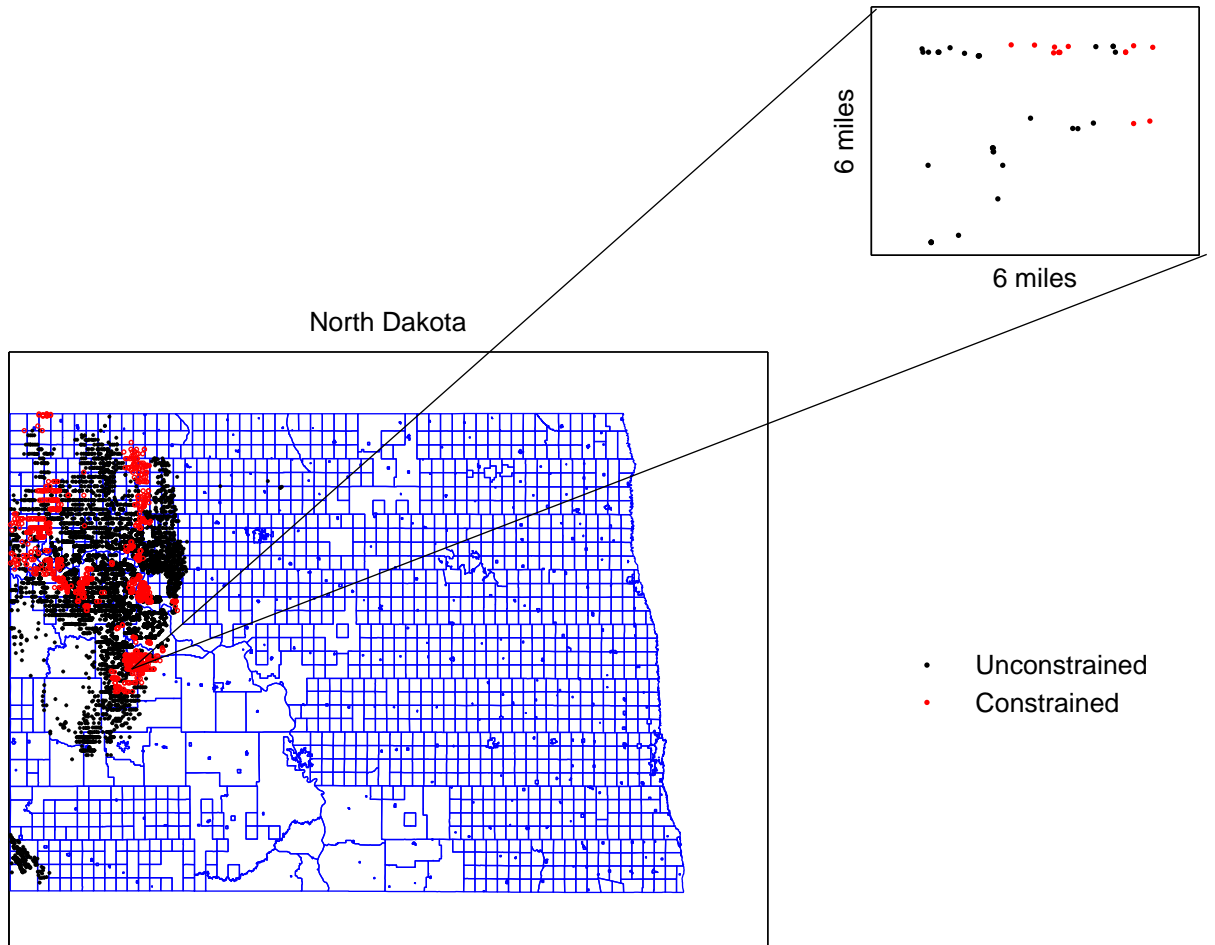 6 miles
6 miles
North Dakota
Unconstrained
Constrained